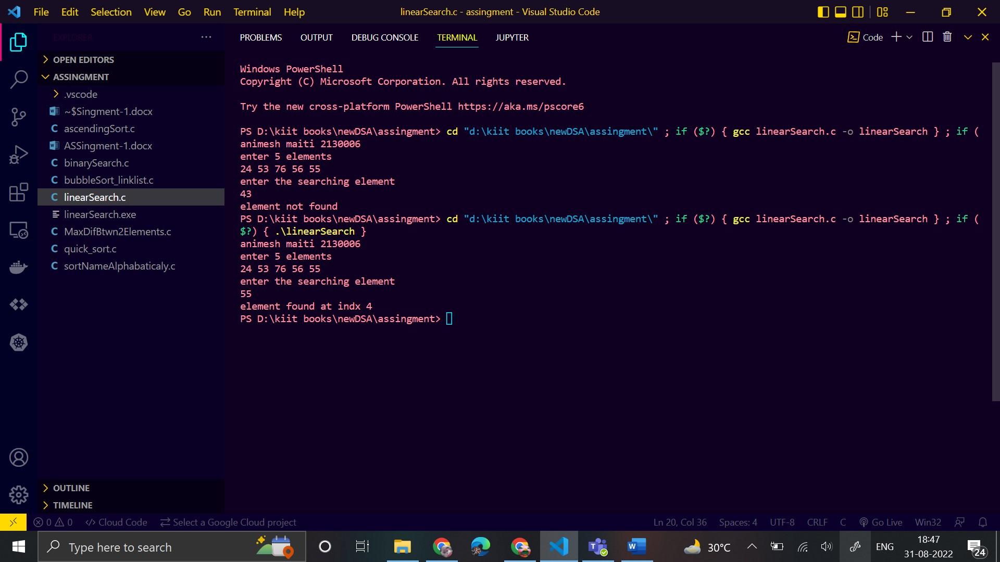 File Edit Selection View Go Run Terminal Help
linearSearch.c - assingment - Visual Studio Code
EXPLORER
OPEN EDITORS
ASSINGMENT
.vscode
~$Singment-1.docx
ascendingSort.c
ASSingment-1.docx
binarySearch.c
bubbleSort_linklist.c
linearSearch.c
linearSearch.exe
MaxDifBtwn2Elements.c
quick_sort.c
sortNameAlphabaticaly.c
OUTLINE
TIMELINE
PROBLEMS OUTPUT DEBUG CONSOLE TERMINAL JUPYTER
Code
Windows PowerShell
Copyright (C) Microsoft Corporation. All rights reserved.
Try the new cross-platform PowerShell https://aka.ms/pscore6
PS D:\kiit books\newDSA\assingment> cd "d:\kiit books\newDSA\assingment\" ; if ($?) { gcc linearSearch.c -o linearSearch } ; if (
animesh maiti 2130006
enter 5 elements
24 53 76 56 55
enter the searching element
43
element not found
PS D:\kiit books\newDSA\assingment> cd "d:\kiit books\newDSA\assingment\" ; if ($?) { gcc linearSearch.c -o linearSearch } ; if (
$?) { .\linearSearch }
animesh maiti 2130006
enter 5 elements
24 53 76 56 55
enter the searching element
55
element found at indx 4
PS D:\kiit books\newDSA\assingment>
0 0 Cloud Code Select a Google Cloud project
Ln 20, Col 36 Spaces: 4 UTF-8 CRLF C Go Live Win32
Type here to search
30°C
ENG
18:47
31-08-2022
24